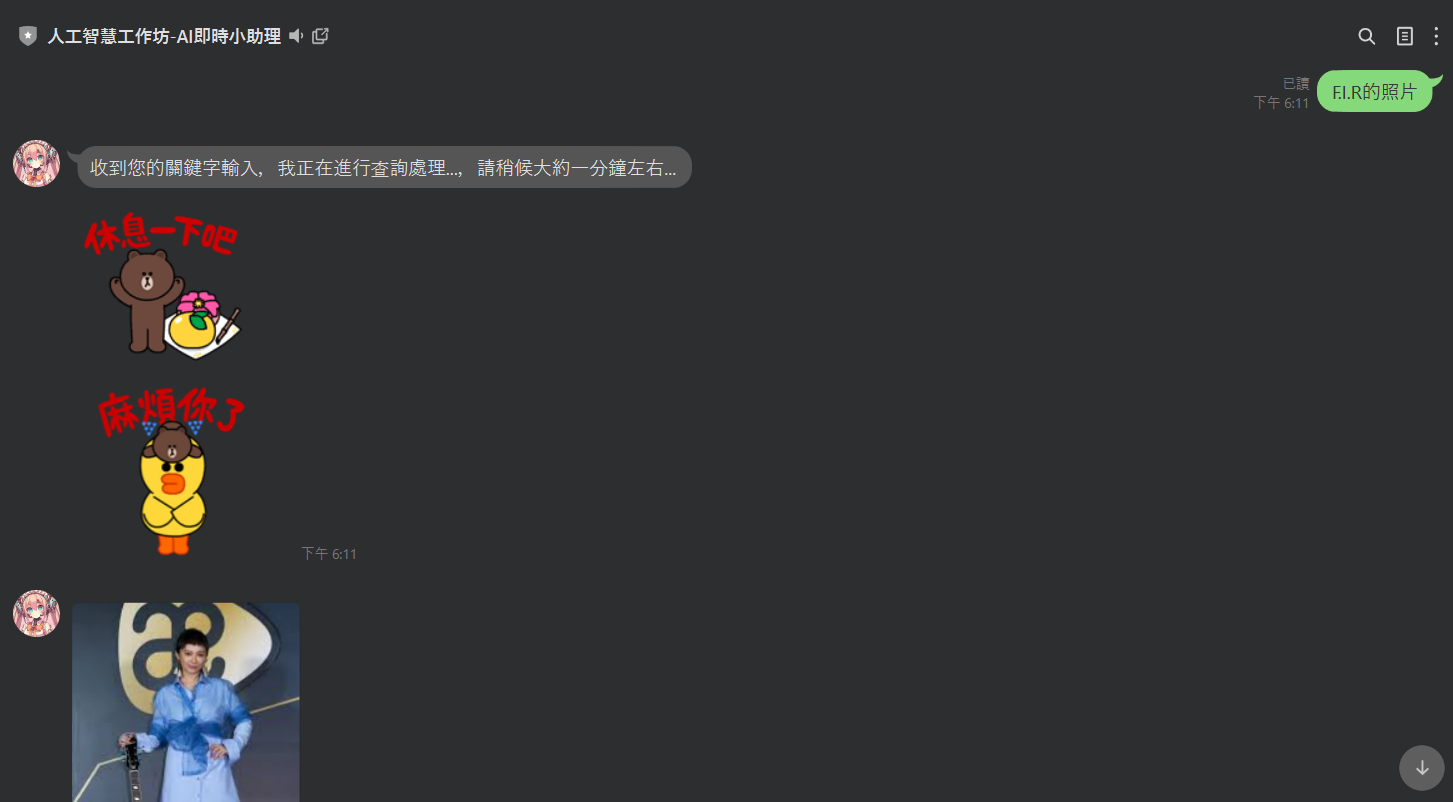 人工智慧工作坊-AI即時小助理
已讀
下午 6:11
F.I.R的照片
收到您的關鍵字輸入, 我正在進行查詢處理..., 請稍候大約一分鐘左右...
休息一下吧
麻煩你了
下午 6:11